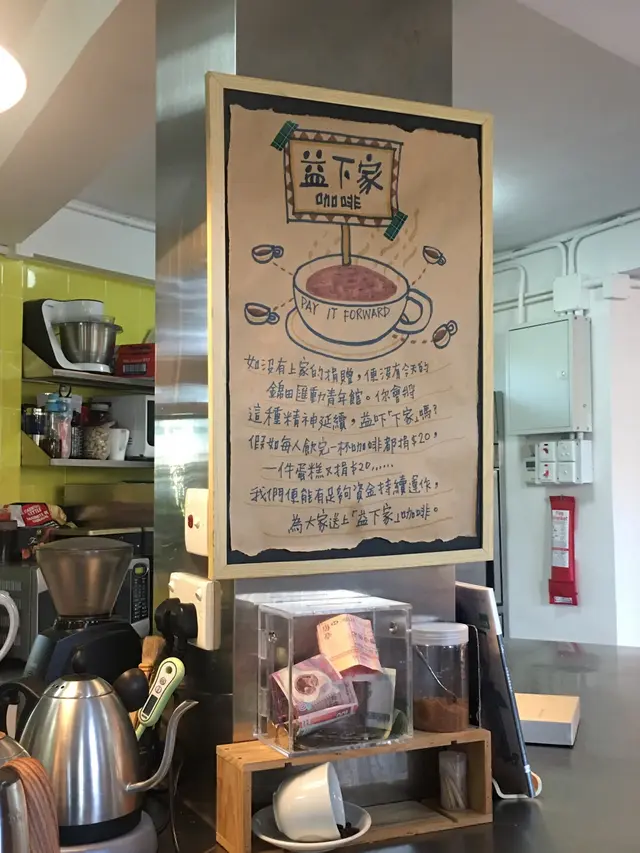 益下家
咖啡
PAY IT FORWARD
如沒有上家的捐贈，便沒有今天的
錦田匯動青年館。你會將
這種精神延續，益吓「下家」嗎？
假如每人飲完一杯咖啡都捐$20，
一件蛋糕又捐$20......
我們便能有足夠資金持續運作，
為大家送上「益下家」咖啡。